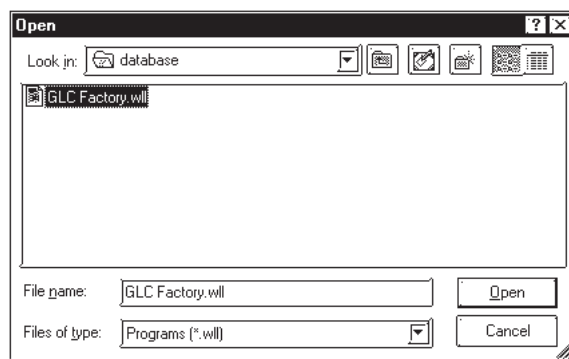 Open
Look in: database
GLC Factory.wll
File name: GLC Factory.wll Open
Files of type: Programs (*.wll) Cancel